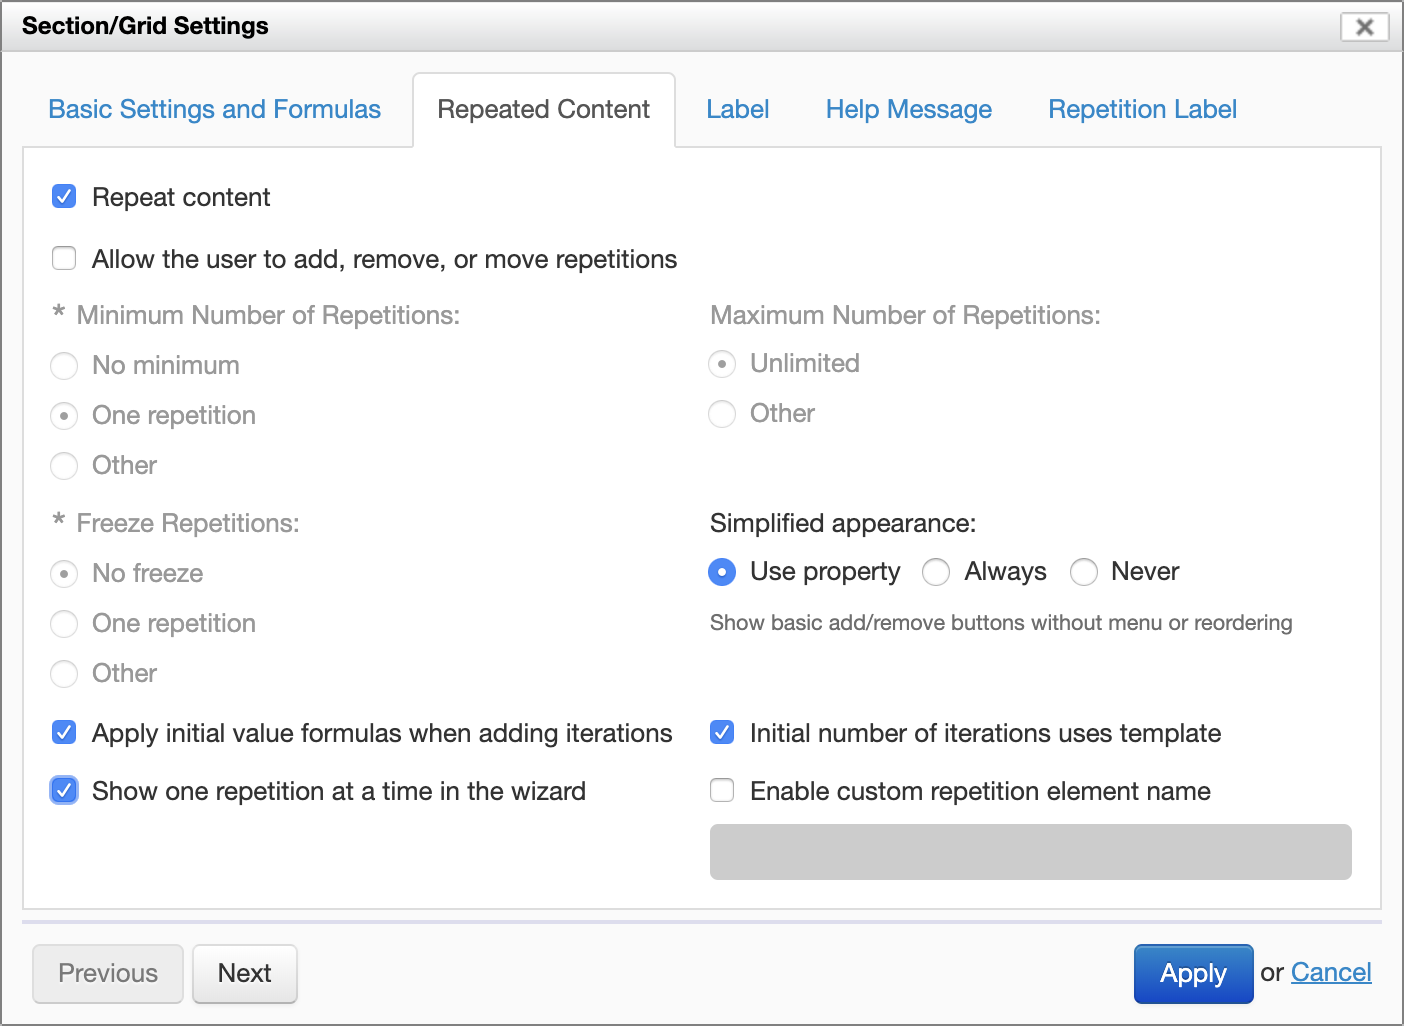 Section/Grid Settings
Basic Settings and Formulas
Repeated Content
Label
Help Message
Repetition Label
Repeat content
Allow the user to add, remove, or move repetitions
* Minimum Number of Repetitions:
No minimum
One repetition
Other
Maximum Number of Repetitions:
Unlimited
Other
* Freeze Repetitions:
No freeze
One repetition
Other
Simplified appearance:
Use property
Always
Never
Show basic add/remove buttons without menu or reordering
Apply initial value formulas when adding iterations
Initial number of iterations uses template
Show one repetition at a time in the wizard
Enable custom repetition element name
Previous
Next
Apply or Cancel